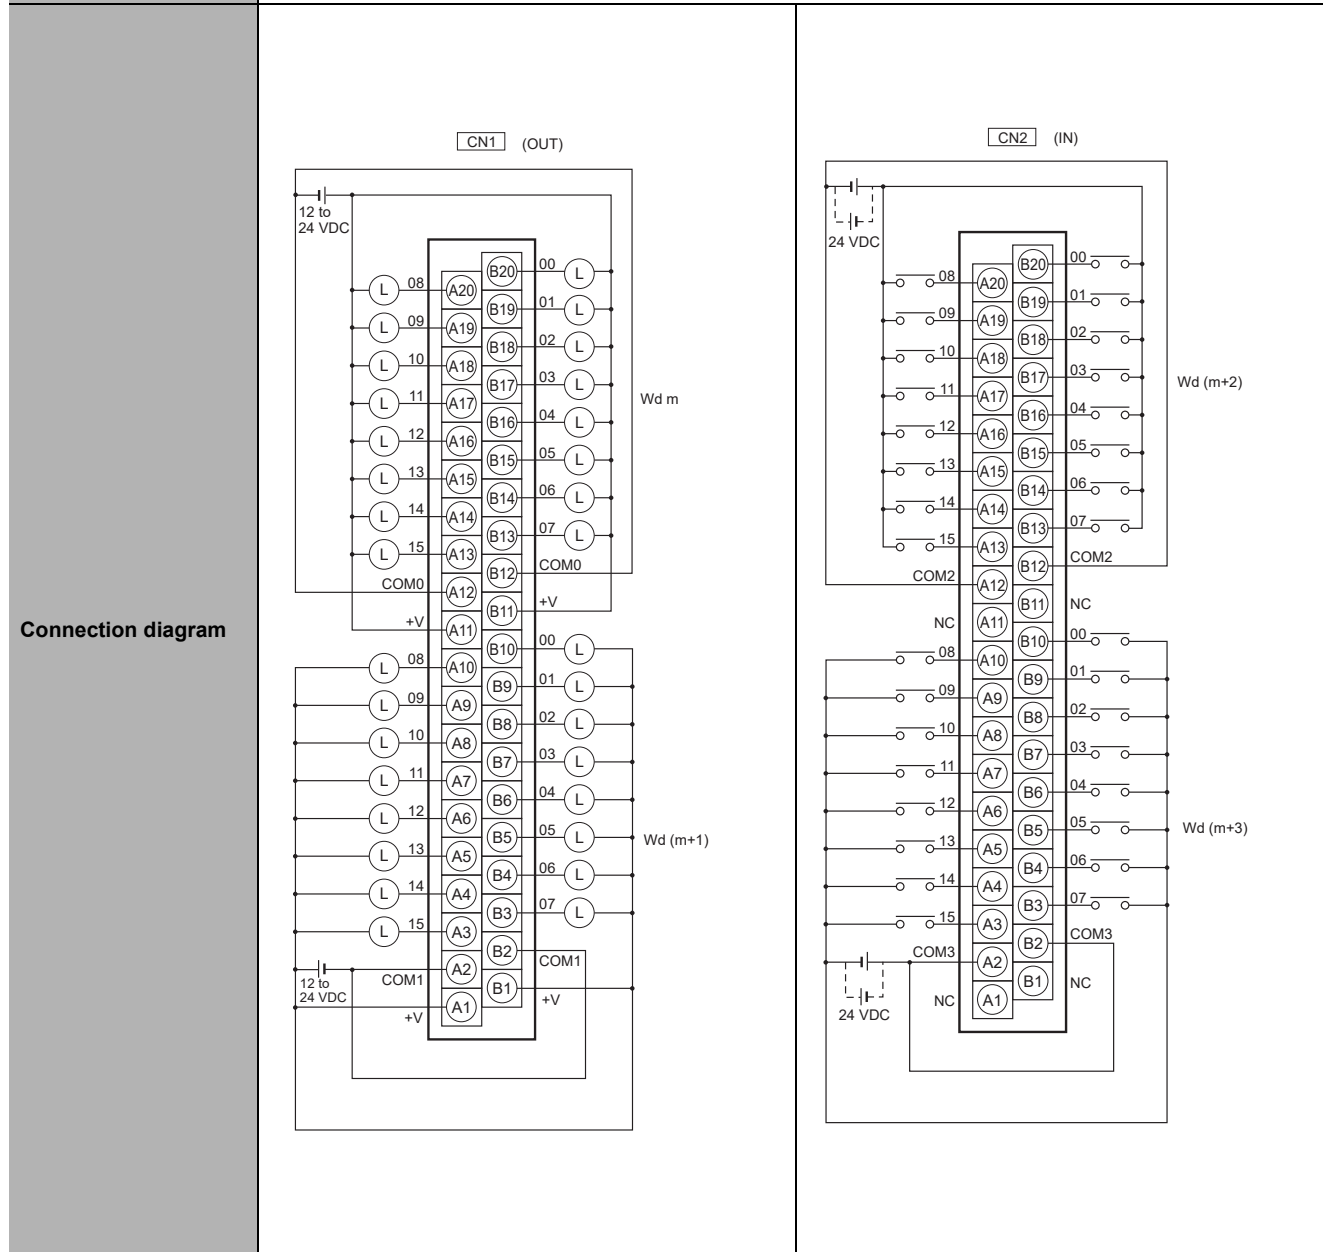 Connection diagram
CN1 (OUT)
12 to
24 VDC
B20 00 L
L 08 A20
B19 01 L
L 09 A19
B18 02 L
L 10 A18
B17 03 L
L 11 A17
Wd m
B16 04 L
L 12 A16
B15 05 L
L 13 A15
B14 06 L
L 14 A14
B13 07 L
L 15 A13
B12 COM0
COM0 A12
B11 +V
+V A11
B10 00 L
L 08 A10
B9 01 L
L 09 A9
B8 02 L
L 10 A8
B7 03 L
L 11 A7
B6 04 L
L 12 A6
B5 05 L
Wd (m+1)
L 13 A5
B4 06 L
L 14 A4
B3 07 L
L 15 A3
B2 COM1
12 to
24 VDC
COM1 A2
B1 +V
+V A1
CN2 (IN)
24 VDC
B20 00
08 A20
B19 01
09 A19
B18 02
10 A18
B17 03
Wd (m+2)
11 A17
B16 04
12 A16
B15 05
13 A15
B14 06
14 A14
B13 07
15 A13
B12 COM2
COM2 A12
B11 NC
NC A11
B10 00
08 A10
B9 01
09 A9
B8 02
10 A8
B7 03
11 A7
B6 04
12 A6
B5 05
Wd (m+3)
13 A5
B4 06
14 A4
B3 07
15 A3
B2 COM3
COM3 A2
B1 NC
NC A1
24 VDC